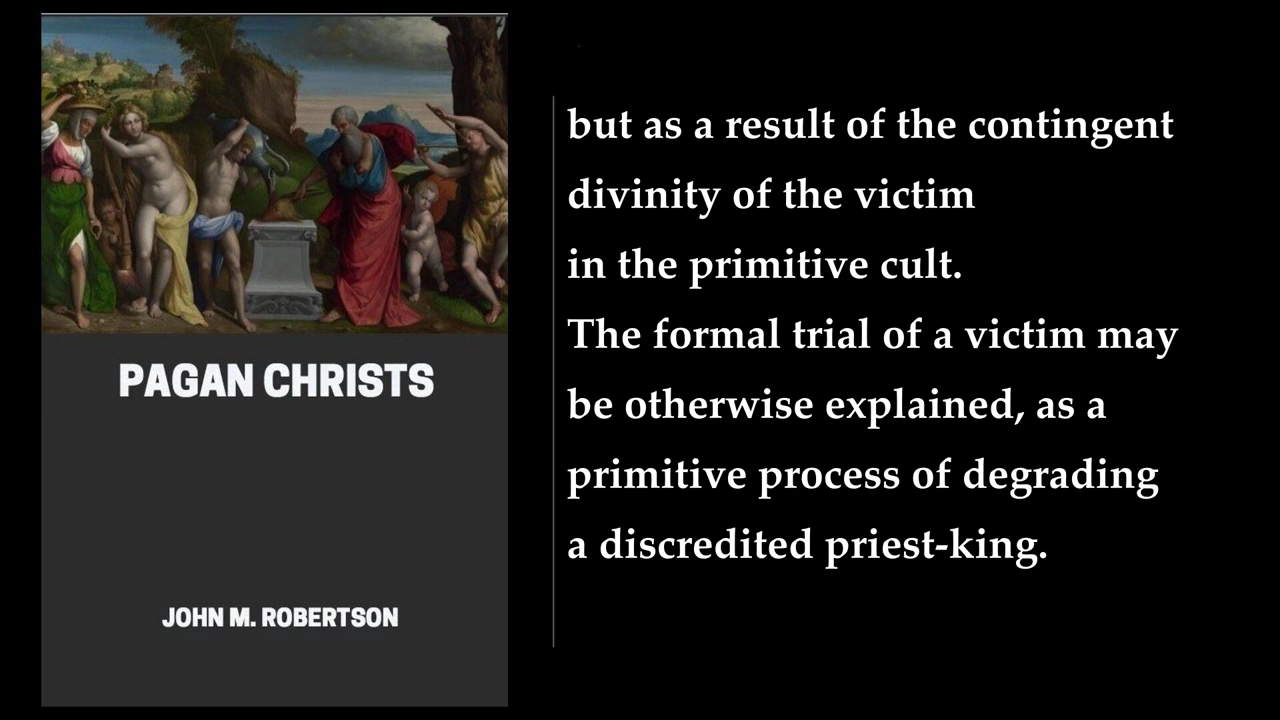 PAGAN CHRISTS
JOHN M. ROBERTSON
but as a result of the contingent
divinity of the victim
in the primitive cult.
The formal trial of a victim may
be otherwise explained, as a
primitive process of degrading
a discredited priest-king.